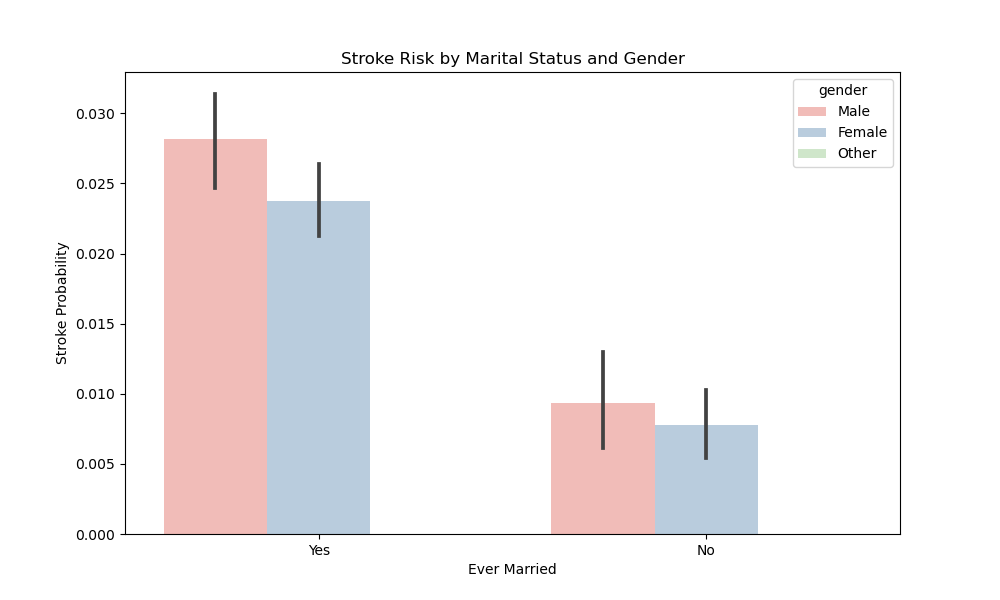 Stroke Risk by Marital Status and Gender
gender
Male
Female
Other
0.030
0.025
0.020
0.015
0.010
0.005
0.000
Stroke Probability
Yes
No
Ever Married